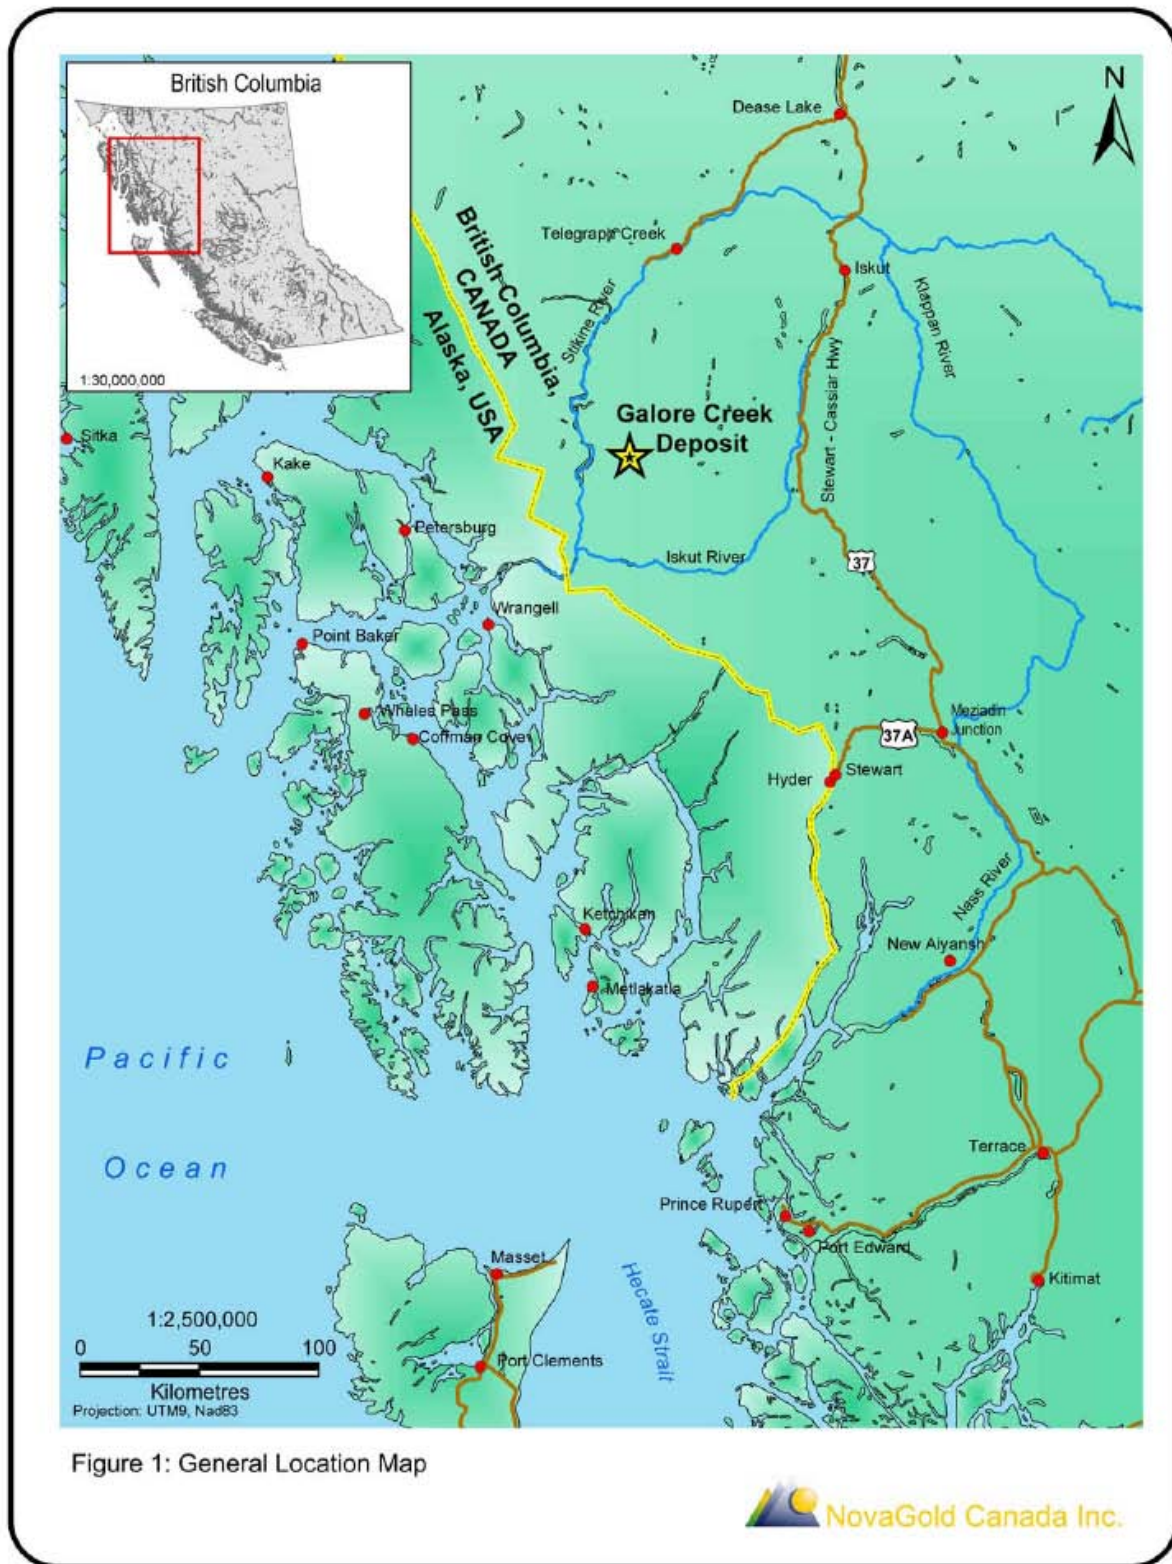 British Columbia
1:30,000,000
N
Dease Lake
Telegraph Creek
Iskut
British Columbia,
CANADA
Alaska, USA
Stikine River
Klappan River
Stewart - Cassiar Hwy
Galore Creek
Deposit
Sitka
Kake
Petersburg
Iskut River
37
Wrangell
Point Baker
Whales Pass
Coffman Cove
Meziadin
Junction
37A
Hyder
Stewart
Nass River
Ketchikan
New Aiyansh
Metlakatla
Pacific
Ocean
Terrace
Prince Rupert
Port Edward
Masset
Hecate Strait
Kitimat
1:2,500,000
0 50 100
Port Clements
Kilometres
Projection: UTM9, Nad83
Figure 1: General Location Map
NovaGold Canada Inc.